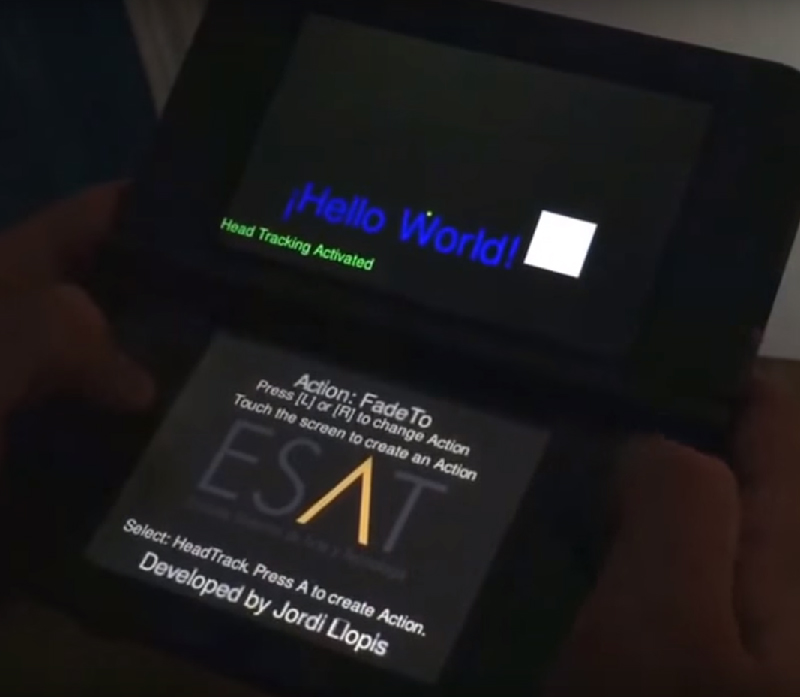 ¡Hello World!
Head Tracking Activated
Action: FadeTo
Press [L] or [R] to change Action
Touch the screen to create an Action
ESAT
Select: HeadTrack. Press A to create Action.
Developed by Jordi Llopis